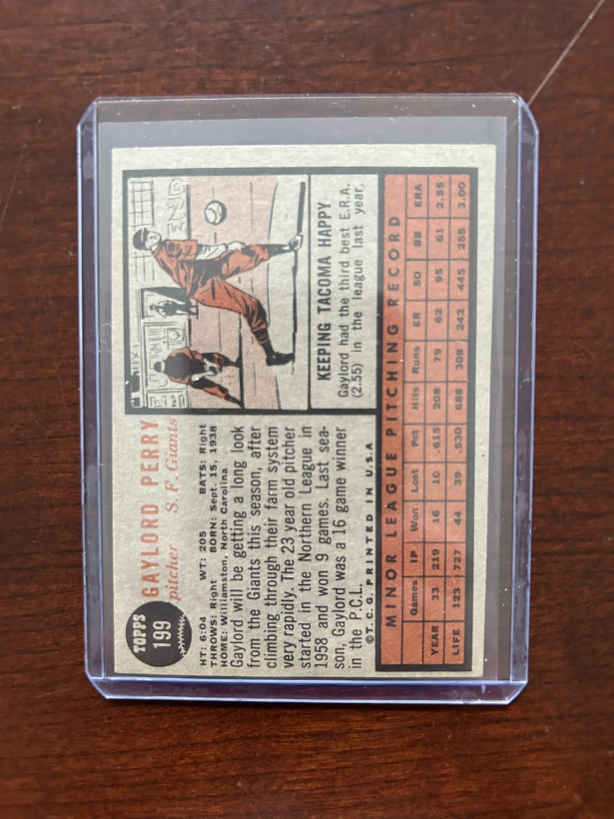 TOPPS
199
GAYLORD PERRY
pitcher S. F. Giants
HT: 6:04 WT: 205 BATS: Right
THROWS: Right BORN: Sept. 15, 1938
HOME: Williamston, North Carolina
Gaylord will be getting a long look
from the Giants this season, after
climbing through their farm system
very rapidly. The 23 year old pitcher
started in the Northern League in
1958 and won 9 games. Last sea-
son, Gaylord was a 16 game winner
in the P.C.L.
©T.C.G. PRINTED IN U.S.A
KEEPING TACOMA HAPPY
Gaylord had the third best E.R.A.
(2.55) in the league last year.
MINOR LEAGUE PITCHING RECORD
Games IP Won Lost Pct Hits Runs ER SO BB ERA
YEAR 33 219 16 10 .615 208 79 62 95 61 2.55
LIFE 123 727 44 39 .530 688 308 242 445 255 3.00